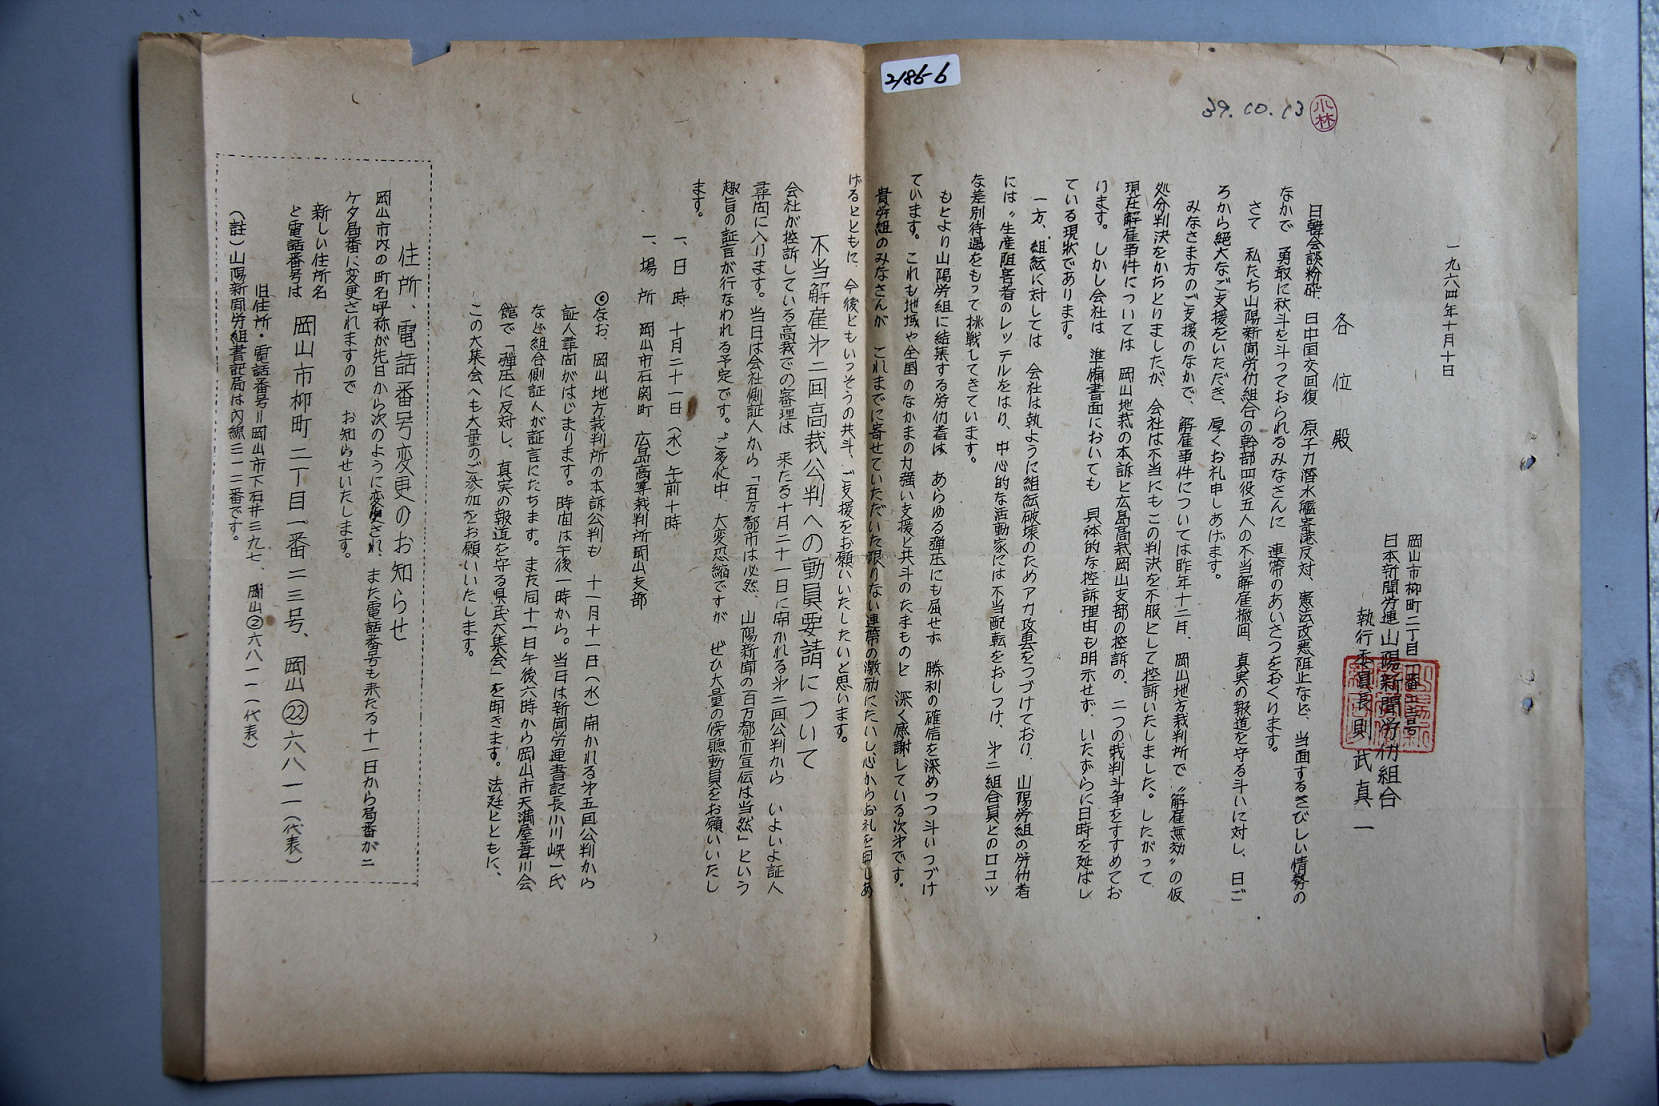 2186-6
39.10.13
小林
一九六四年十月十日
岡山市柳町二丁目一番
日本新聞労連山陽新聞労仂組合
執行委員長則武真一
各位殿
日韓会談粉砕、日中国交回復、原子力潜水艦寄港反対、憲法改悪阻止など、当面するきびしい情勢の
なかで 勇敢に秋斗を斗っておられるみなさんに 連帯のあいさつをおくります。
さて 私たち山陽新聞労仂組合の幹部四役五人の不当解雇撤回、真実の報道を守る斗いに対し、日ご
ろから絶大なご支援をいただき、厚くお礼申しあげます。
みなさま方のご支援のなかで、解雇事件については昨年十二月、岡山地方裁判所で〝解雇無効〟の仮
処分判決をかちとりましたが、会社は不当にもこの判決を不服として控訴いたしました。したがって
現在解雇事件については 岡山地裁の本訴と広島高裁岡山支部の控訴の、二つの裁判斗争をすすめてお
ります。しかし会社は、準備書面においても 具体的な控訴理由も明示せず、いたずらに日時を延ばし
ている現状であります。
一方、組織に対しては 会社は執ように組織破壊のためアカ攻撃をつづけており、山陽労組の労仂者
には〝生産阻害者のレッテルをはり、中心的な活動家には不当配転をおしつけ、オ二組合員とのロコツ
な差別待遇をもって挑戦してきています。
もとより山陽労組に結集する労仂者は あらゆる弾圧にも屈せず 勝利の確信を深めつつ斗いつづけ
ています。これも地域や全国のなかまの力強い支援と共斗のたまものと 深く感謝している次オです。
貴労組のみなさんが これまでに寄せていただいた限りない連帯の激励にたいし心からお礼を申しあ
げるとともに、今後ともいっそうの共斗、ご支援をお願いいたしたいと思います。
不当解雇オ二回高裁公判への動員要請について
会社が控訴している高裁での審理は 来たる十月二十一日に開かれるオ二回公判から いよいよ証人
尋問に入ります。当日は会社側証人から「百万都市は必然、山陽新聞の百万都市宣伝は当然」という
趣旨の証言が行なわれる予定です。ご多忙中、大変恐縮ですが ぜひ大量の傍聴動員をお願いいたし
ます。
一、日時、 十月二十一日(水)午前十時
一、場所 岡山市石関町 広島高等裁判所岡山支部
◎なお、岡山地方裁判所の本訴公判も 十一月十一日(水)開かれるオ五回公判から
証人尋問がはじまります。時間は午後一時から。当日は新聞労連書記長小川峡一氏
など組合側証人が証言にたちます。また同十一日午後六時から岡山市天満屋葦川会
館で「弾圧に反対し、真実の報道を守る県民大集会」を開きます。法廷とともに、
この大集会へも大量のご参加をお願いいたします。
住所、電話番号変更のお知らせ
岡山市内の町名呼称が先日から次のように変更され、また電話番号も来たる十一日から局番が二
ケタ局番に変更されますので お知らせいたします。
新しい住所名
と電話番号は 岡山市柳町二丁目一番二三号、岡山㉒六八一一(代表)
旧住所・電話番号=岡山市下石井三九七、岡山②六八一一(代表)
(註)山陽新聞労組書記局は内線三一二番です。